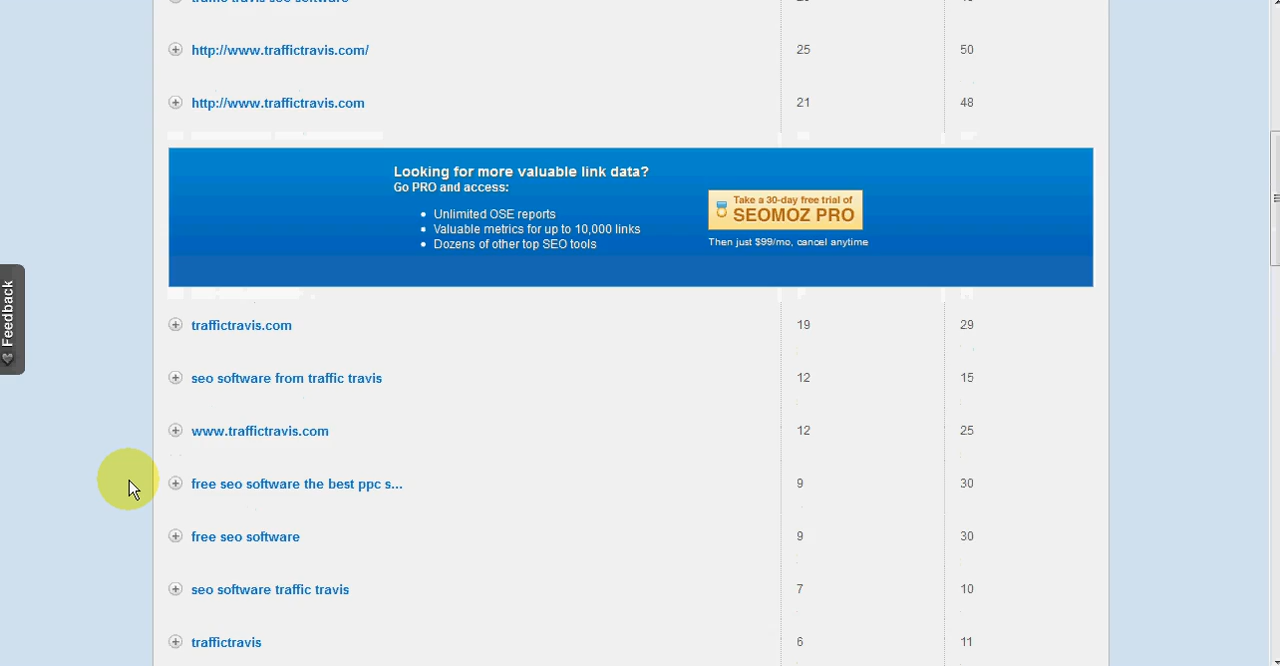 http://www.traffictravis.com/ 25 50
http://www.traffictravis.com 21 48
Looking for more valuable link data?
Go PRO and access:
Unlimited OSE reports
Valuable metrics for up to 10,000 links
Dozens of other top SEO tools
Take a 30-day free trial of
SEOMOZ PRO
Then just $99/mo, cancel anytime
Feedback
traffictravis.com 19 29
seo software from traffic travis 12 15
www.traffictravis.com 12 25
free seo software the best ppc s... 9 30
free seo software 9 30
seo software traffic travis 7 10
traffictravis 6 11